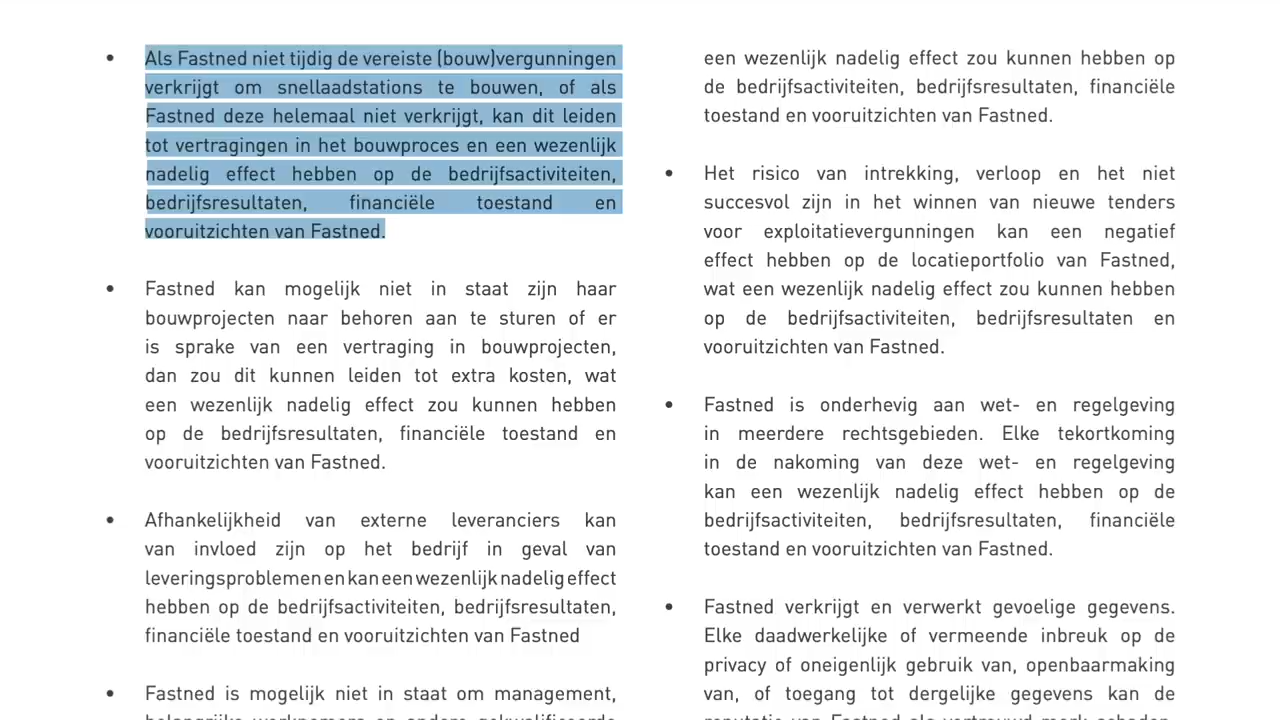 • Als Fastned niet tijdig de vereiste (bouw)vergunningen
verkrijgt om snellaadstations te bouwen, of als
Fastned deze helemaal niet verkrijgt, kan dit leiden
tot vertragingen in het bouwproces en een wezenlijk
nadelig effect hebben op de bedrijfsactiviteiten,
bedrijfsresultaten, financiële toestand en
vooruitzichten van Fastned.
• Fastned kan mogelijk niet in staat zijn haar
bouwprojecten naar behoren aan te sturen of er
is sprake van een vertraging in bouwprojecten,
dan zou dit kunnen leiden tot extra kosten, wat
een wezenlijk nadelig effect zou kunnen hebben
op de bedrijfsresultaten, financiële toestand en
vooruitzichten van Fastned.
• Afhankelijkheid van externe leveranciers kan
van invloed zijn op het bedrijf in geval van
leveringsproblemen en kan een wezenlijk nadelig effect
hebben op de bedrijfsactiviteiten, bedrijfsresultaten,
financiële toestand en vooruitzichten van Fastned
• Fastned is mogelijk niet in staat om management,
belangrijke werknemers en andere gekwalificeerde
een wezenlijk nadelig effect zou kunnen hebben op
de bedrijfsactiviteiten, bedrijfsresultaten, financiële
toestand en vooruitzichten van Fastned.
• Het risico van intrekking, verloop en het niet
succesvol zijn in het winnen van nieuwe tenders
voor exploitatievergunningen kan een negatief
effect hebben op de locatieportfolio van Fastned,
wat een wezenlijk nadelig effect zou kunnen hebben
op de bedrijfsactiviteiten, bedrijfsresultaten en
vooruitzichten van Fastned.
• Fastned is onderhevig aan wet- en regelgeving
in meerdere rechtsgebieden. Elke tekortkoming
in de nakoming van deze wet- en regelgeving
kan een wezenlijk nadelig effect hebben op de
bedrijfsactiviteiten, bedrijfsresultaten, financiële
toestand en vooruitzichten van Fastned.
• Fastned verkrijgt en verwerkt gevoelige gegevens.
Elke daadwerkelijke of vermeende inbreuk op de
privacy of oneigenlijk gebruik van, openbaarmaking
van, of toegang tot dergelijke gegevens kan de
reputatie van Fastned als vertrouwd merk schaden,